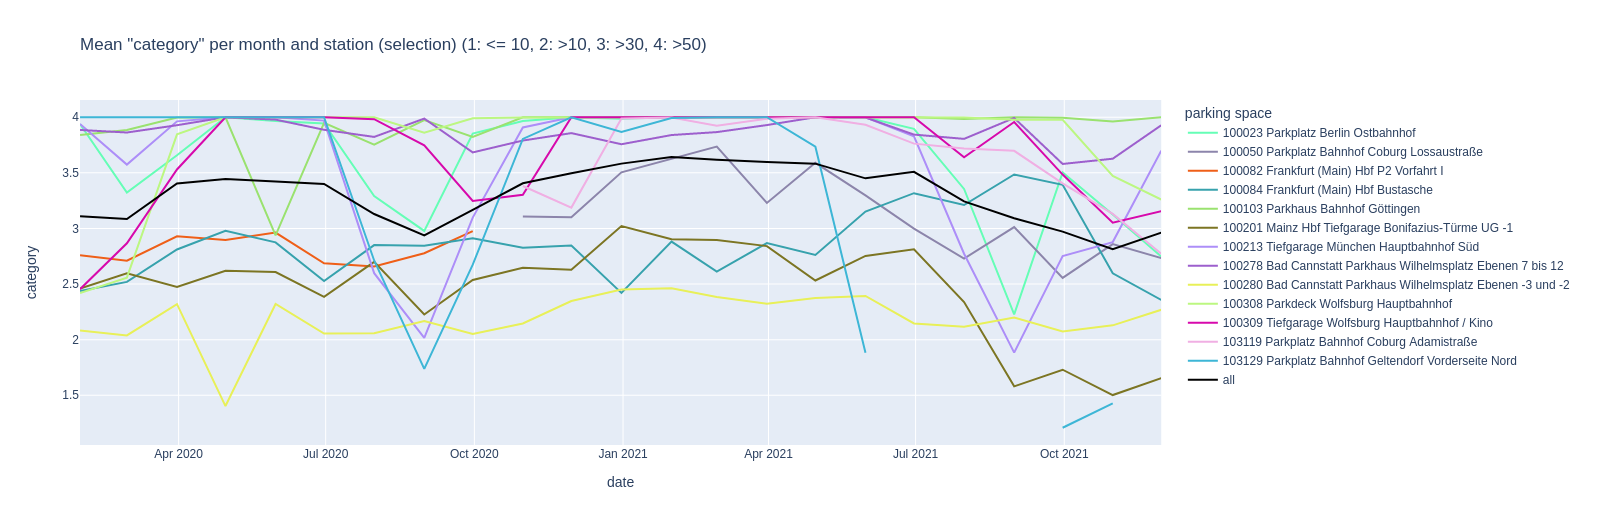 Mean "category" per month and station (selection) (1: <= 10, 2: >10, 3: >30, 4: >50)
parking space
100023 Parkplatz Berlin Ostbahnhof
100050 Parkplatz Bahnhof Coburg Lossaustraße
100082 Frankfurt (Main) Hbf P2 Vorfahrt I
100084 Frankfurt (Main) Hbf Bustasche
100103 Parkhaus Bahnhof Göttingen
100201 Mainz Hbf Tiefgarage Bonifazius-Türme UG -1
100213 Tiefgarage München Hauptbahnhof Süd
100278 Bad Cannstatt Parkhaus Wilhelmsplatz Ebenen 7 bis 12
100280 Bad Cannstatt Parkhaus Wilhelmsplatz Ebenen -3 und -2
100308 Parkdeck Wolfsburg Hauptbahnhof
100309 Tiefgarage Wolfsburg Hauptbahnhof / Kino
103119 Parkplatz Bahnhof Coburg Adamistraße
103129 Parkplatz Bahnhof Geltendorf Vorderseite Nord
all
category
4
3.5
3
2.5
2
1.5
Apr 2020 Jul 2020 Oct 2020 Jan 2021 Apr 2021 Jul 2021 Oct 2021
date